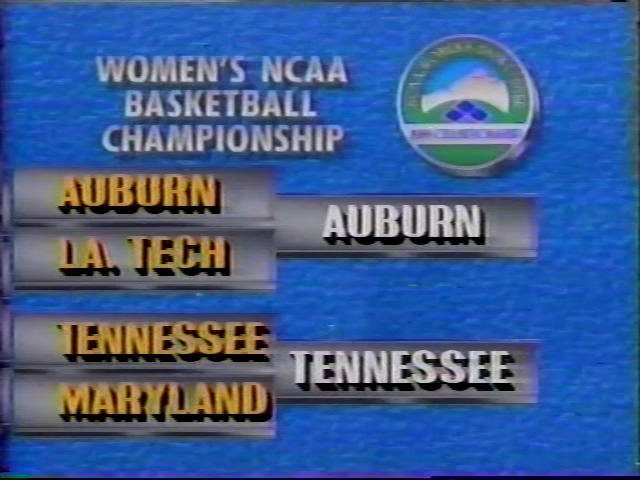 WOMEN'S NCAA
BASKETBALL
CHAMPIONSHIP
AUBURN
AUBURN
LA. TECH
TENNESSEE
TENNESSEE
MARYLAND